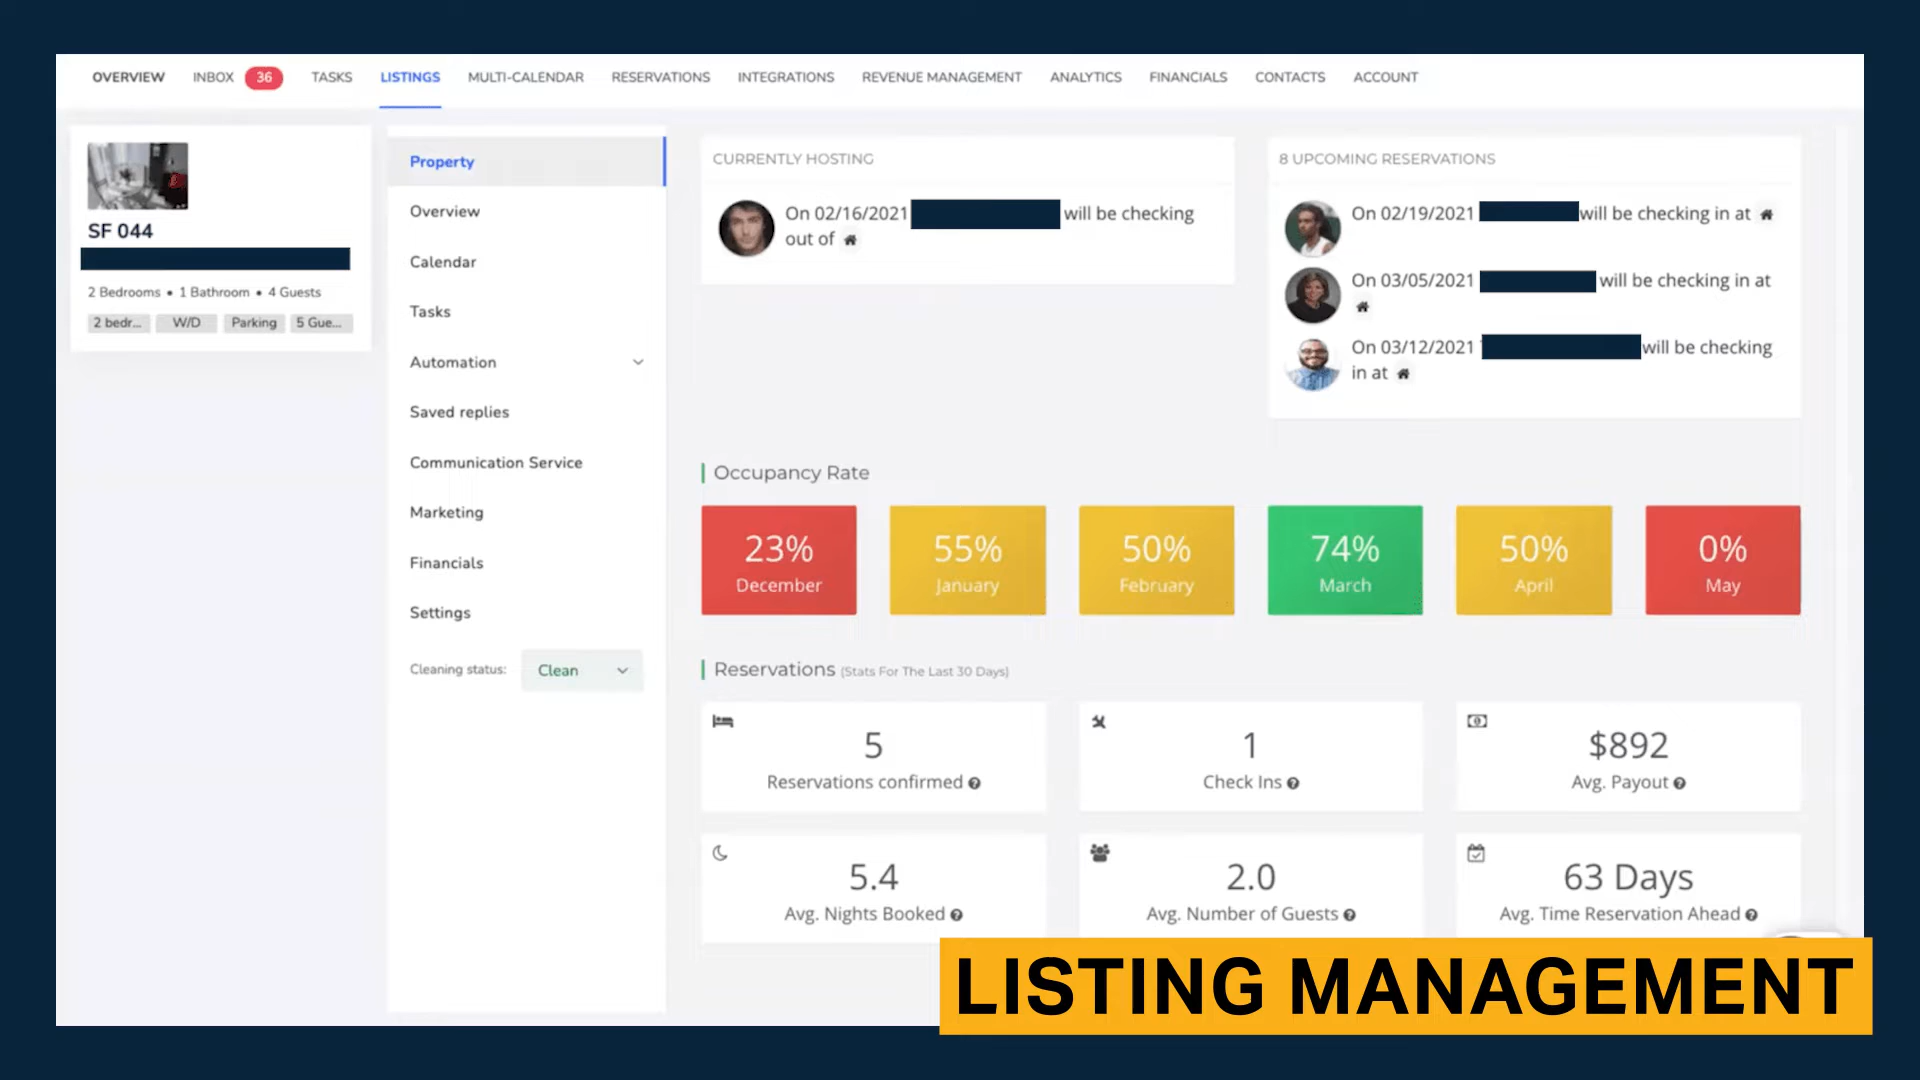 OVERVIEW INBOX 36 TASKS LISTINGS MULTI-CALENDAR RESERVATIONS INTEGRATIONS REVENUE MANAGEMENT ANALYTICS FINANCIALS CONTACTS ACCOUNT
SF 044
2 Bedrooms • 1 Bathroom • 4 Guests
2 bedr... W/D Parking 5 Gue...
Property
Overview
Calendar
Tasks
Automation
Saved replies
Communication Service
Marketing
Financials
Settings
Cleaning status: Clean
CURRENTLY HOSTING
On 02/16/2021 will be checking
out of
8 UPCOMING RESERVATIONS
On 02/19/2021 will be checking in at
On 03/05/2021 will be checking in at
On 03/12/2021 will be checking
in at
Occupancy Rate
23% 55% 50% 74% 50% 0%
December January February March April May
Reservations (Stats For The Last 30 Days)
5
Reservations confirmed
1
Check Ins
$892
Avg. Payout
5.4
Avg. Nights Booked
2.0
Avg. Number of Guests
63 Days
Avg. Time Reservation Ahead
LISTING MANAGEMENT